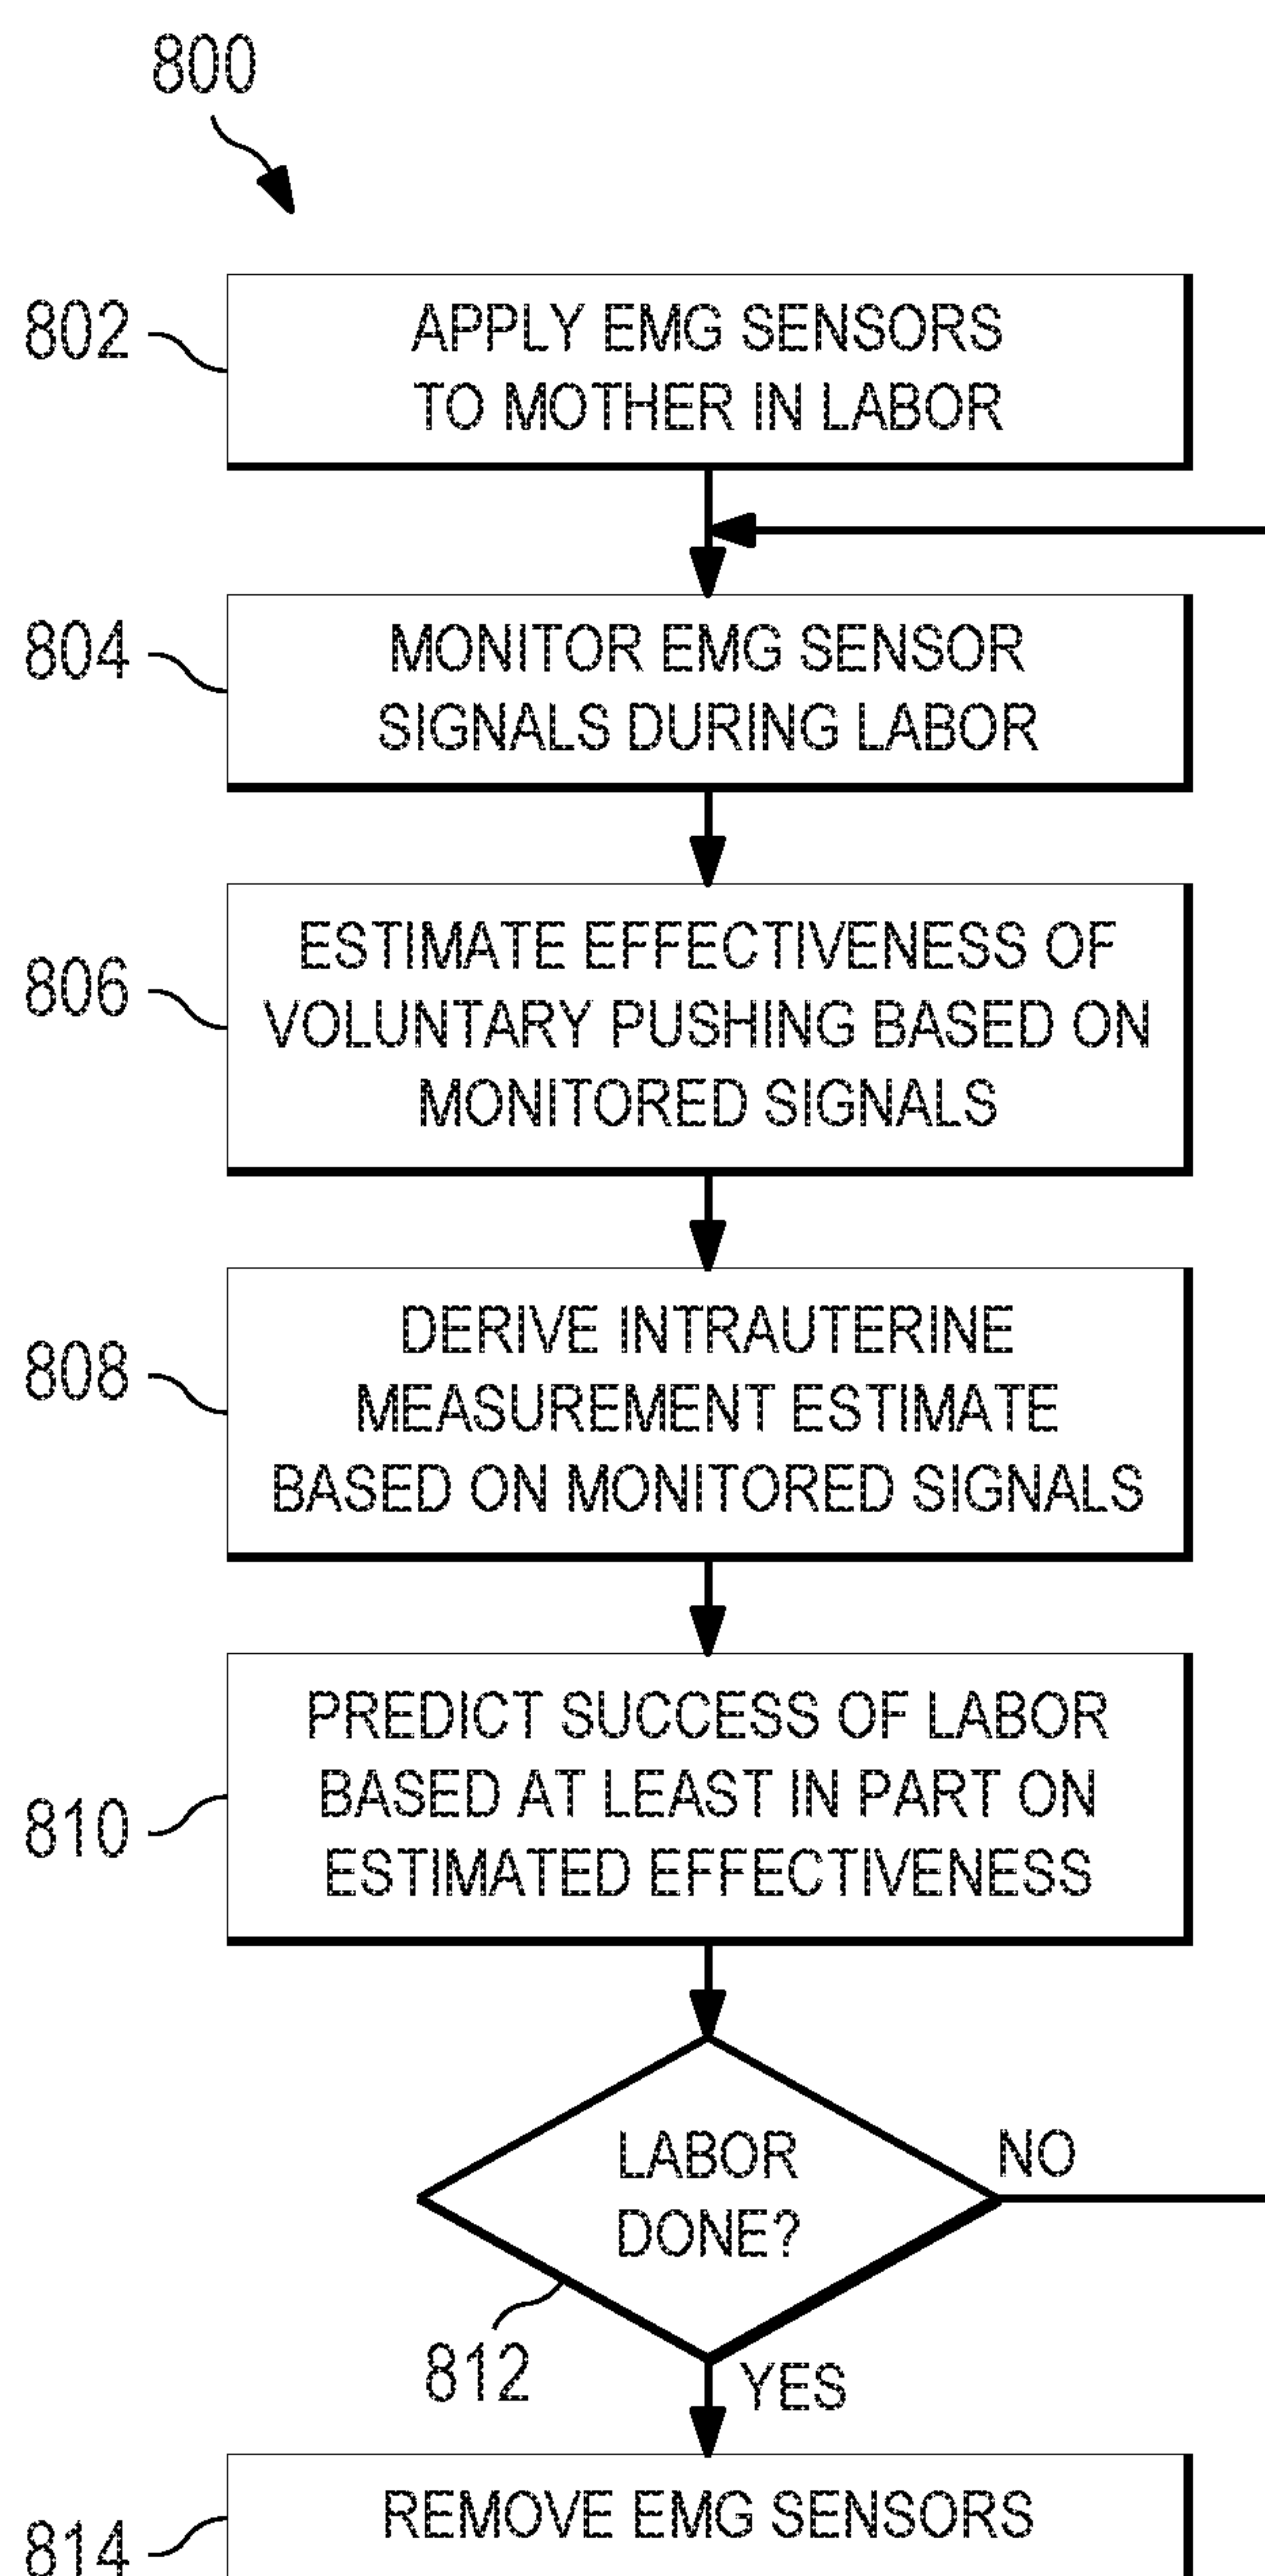 800
802
APPLY EMG SENSORS
TO MOTHER IN LABOR
804
MONITOR EMG SENSOR
SIGNALS DURING LABOR
806
ESTIMATE EFFECTIVENESS OF
VOLUNTARY PUSHING BASED ON
MONITORED SIGNALS
808
DERIVE INTRAUTERINE
MEASUREMENT ESTIMATE
BASED ON MONITORED SIGNALS
810
PREDICT SUCCESS OF LABOR
BASED AT LEAST IN PART ON
ESTIMATED EFFECTIVENESS
LABOR
DONE?
NO
812
YES
814
REMOVE EMG SENSORS